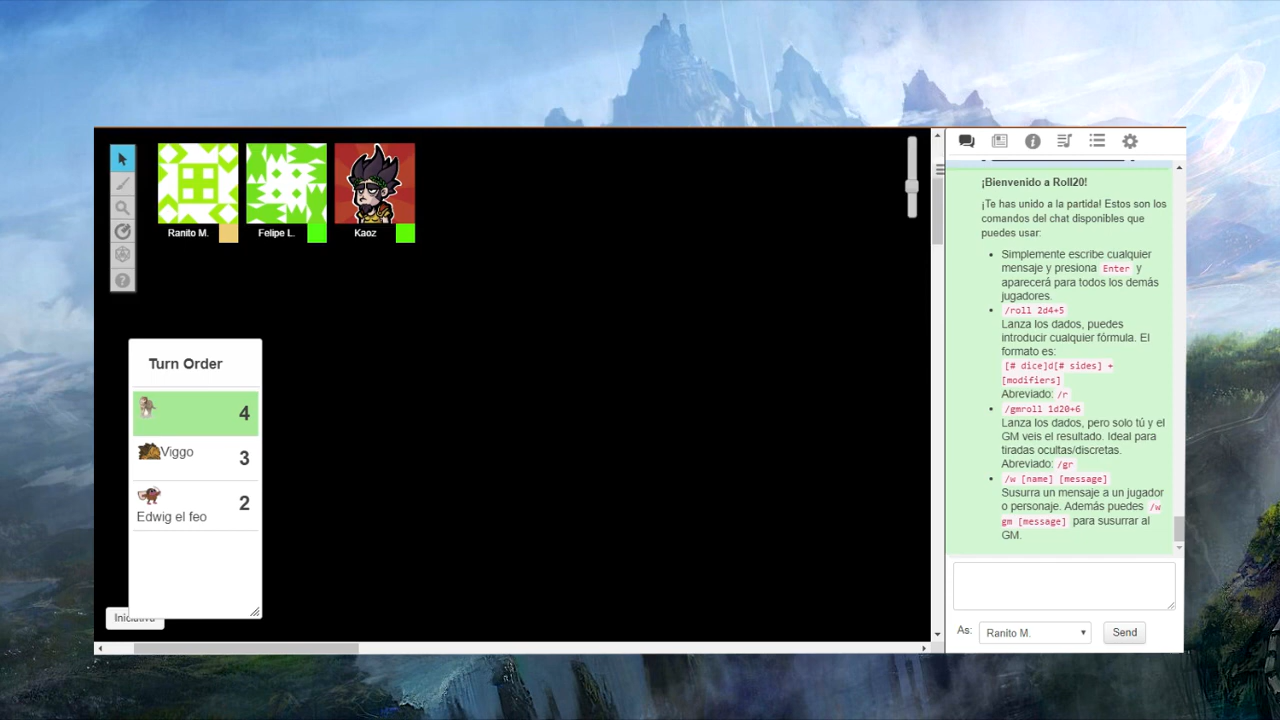 Ranito M.
Felipe L.
Kaoz
Turn Order
4
Viggo
3
2
Edwig el feo
¡Bienvenido a Roll20!
¡Te has unido a la partida! Estos son los
comandos del chat disponibles que
puedes usar:
Simplemente escribe cualquier
mensaje y presiona Enter y
aparecerá para todos los demás
jugadores.
/roll 2d4+5
Lanza los dados, puedes
introducir cualquier fórmula. El
formato es:
[# dice]d[# sides] +
[modifiers]
Abreviado: /r
/gmroll 1d20+6
Lanza los dados, pero solo tú y el
GM veis el resultado. Ideal para
tiradas ocultas/discretas.
Abreviado: /gr
/w [name] [message]
Susurra un mensaje a un jugador
o personaje. Además puedes /w
gm [message] para susurrar al
GM.
As:
Ranito M.
Send